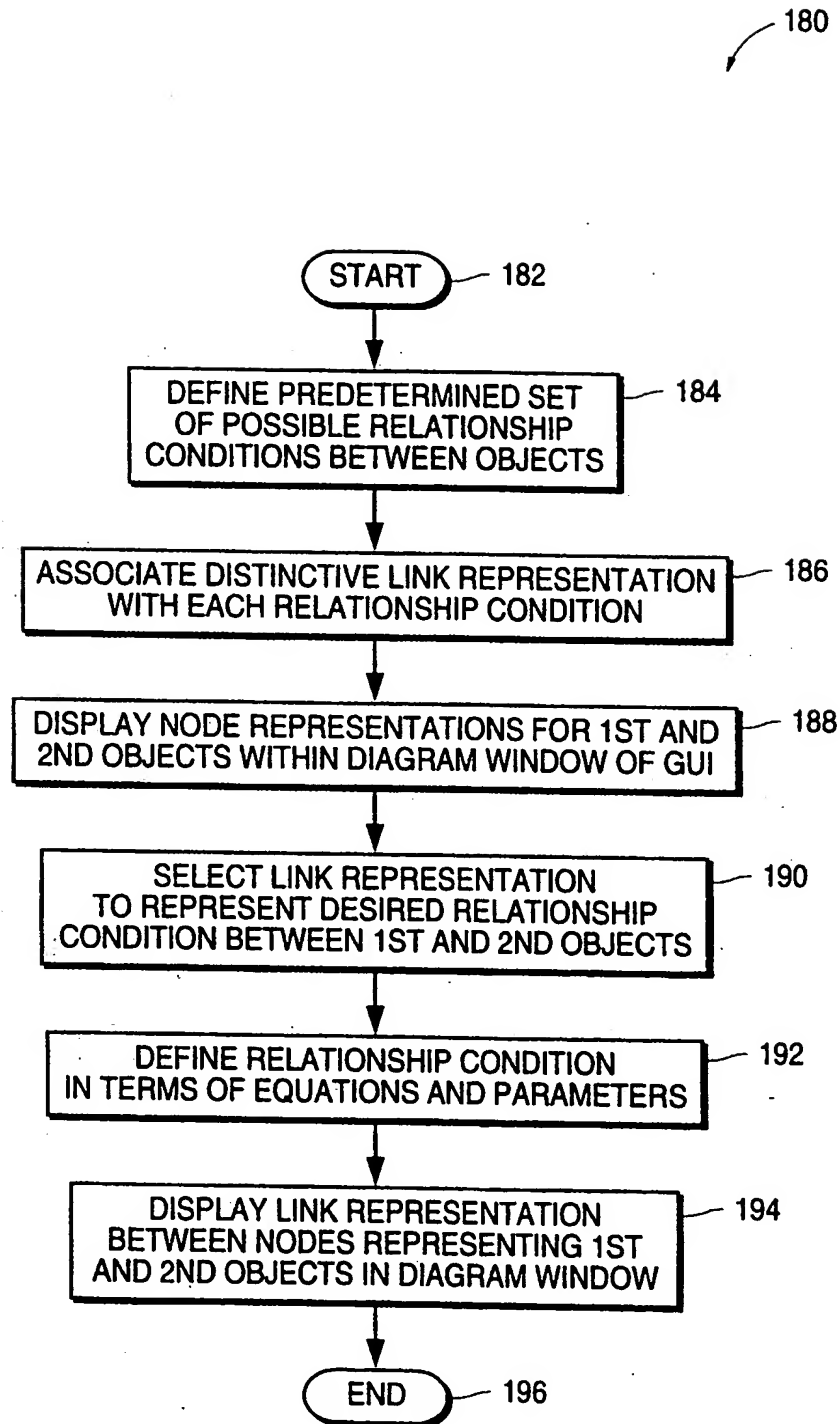 180
START
182
DEFINE PREDETERMINED SET
OF POSSIBLE RELATIONSHIP
CONDITIONS BETWEEN OBJECTS
184
ASSOCIATE DISTINCTIVE LINK REPRESENTATION
WITH EACH RELATIONSHIP CONDITION
186
DISPLAY NODE REPRESENTATIONS FOR 1ST AND
2ND OBJECTS WITHIN DIAGRAM WINDOW OF GUI
188
SELECT LINK REPRESENTATION
TO REPRESENT DESIRED RELATIONSHIP
CONDITION BETWEEN 1ST AND 2ND OBJECTS
190
DEFINE RELATIONSHIP CONDITION
IN TERMS OF EQUATIONS AND PARAMETERS
192
DISPLAY LINK REPRESENTATION
BETWEEN NODES REPRESENTING 1ST
AND 2ND OBJECTS IN DIAGRAM WINDOW
194
END
196